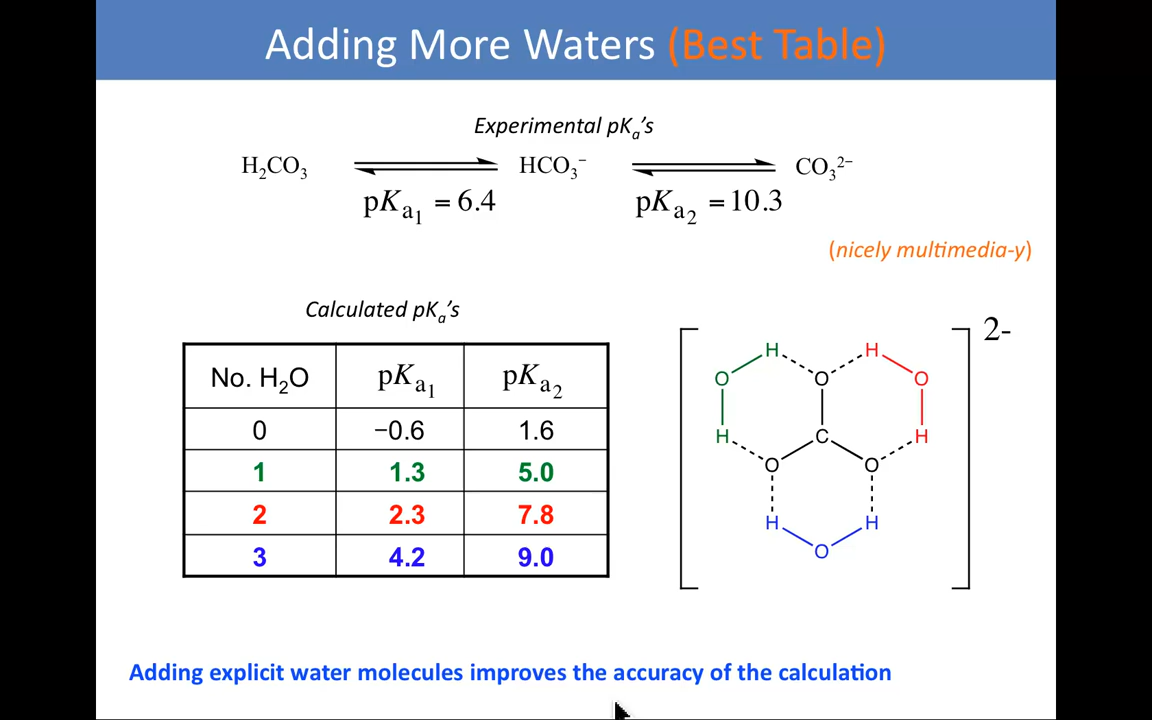 Adding More Waters (Best Table)
Experimental pKₐ's
H₂CO₃ HCO₃⁻ CO₃²⁻
pKₐ₁ = 6.4 pKₐ₂ = 10.3
(nicely multimedia-y)
Calculated pKₐ's
No. H₂O pKₐ₁ pKₐ₂
0 −0.6 1.6
1 1.3 5.0
2 2.3 7.8
3 4.2 9.0
2-
H H
O O O
H C H
O O
H H
O
Adding explicit water molecules improves the accuracy of the calculation